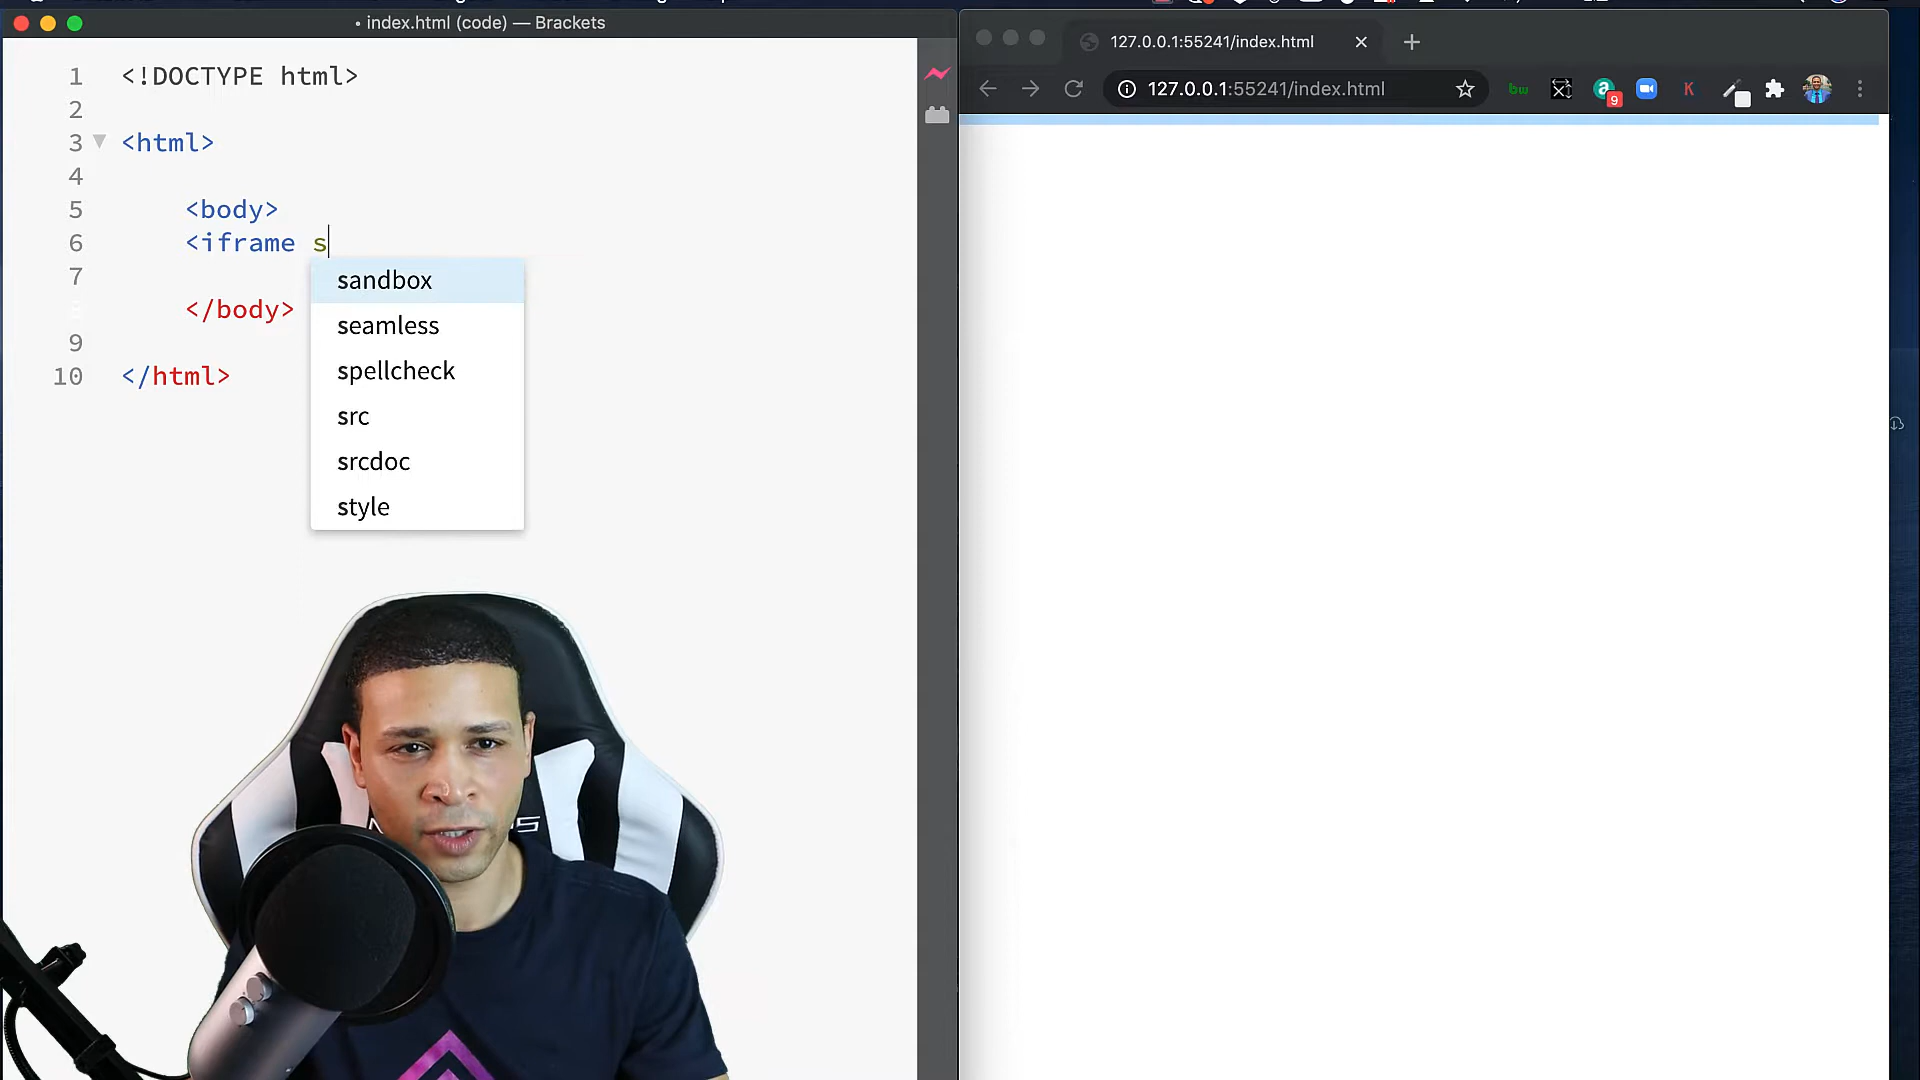 index.html (code) — Brackets
1 <!DOCTYPE html>
2
3 <html>
4
5 <body>
6 <iframe s
7
</body>
9
10 </html>
sandbox
seamless
spellcheck
src
srcdoc
style
127.0.0.1:55241/index.html
127.0.0.1:55241/index.html
bw
a
9
K